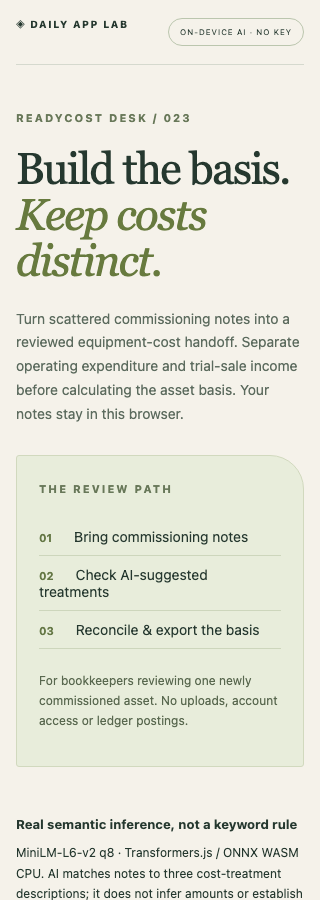 ◈ DAILY APP LAB
ON-DEVICE AI · NO KEY
READYCOST DESK / 023
Build the basis.
Keep costs
distinct.
Turn scattered commissioning notes into a
reviewed equipment-cost handoff. Separate
operating expenditure and trial-sale income
before calculating the asset basis. Your
notes stay in this browser.
THE REVIEW PATH
01 Bring commissioning notes
02 Check AI-suggested
treatments
03 Reconcile & export the basis
For bookkeepers reviewing one newly
commissioned asset. No uploads, account
access or ledger postings.
Real semantic inference, not a keyword rule
MiniLM-L6-v2 q8 · Transformers.js / ONNX WASM
CPU. AI matches notes to three cost-treatment
descriptions; it does not infer amounts or establish